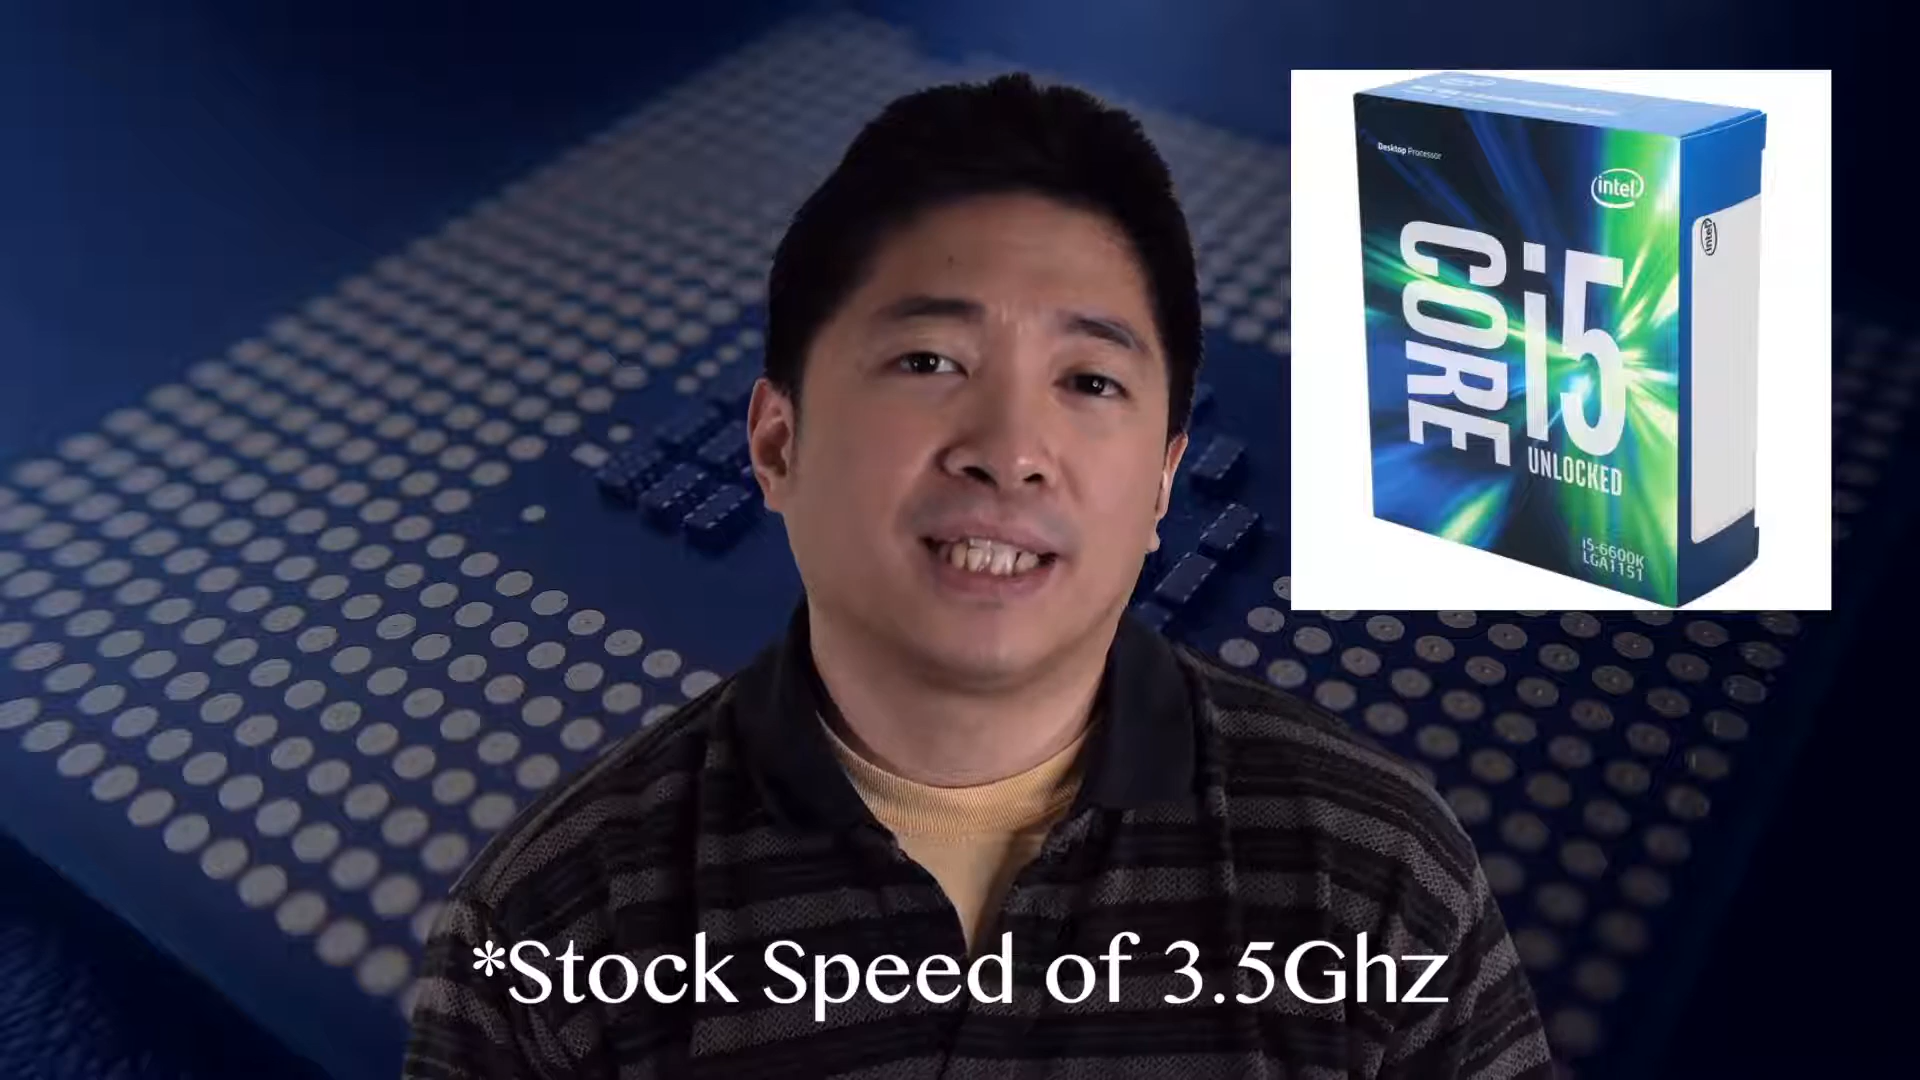 Desktop Processor
intel
intel
CORE i5
UNLOCKED
i5-6600K
LGA1151
*Stock Speed of 3.5Ghz